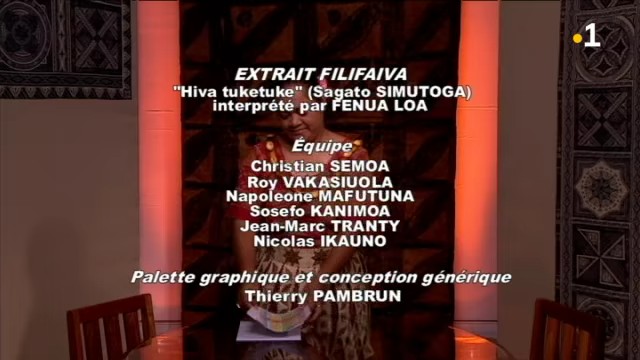 1
EXTRAIT FILIFAIVA
"Hiva tuketuke" (Sagato SIMUTOGA)
interprété par FENUA LOA
Équipe
Christian SEMOA
Roy VAKASIUOLA
Napoleone MAFUTUNA
Sosefo KANIMOA
Jean-Marc TRANTY
Nicolas IKAUNO
Palette graphique et conception générique
Thierry PAMBRUN